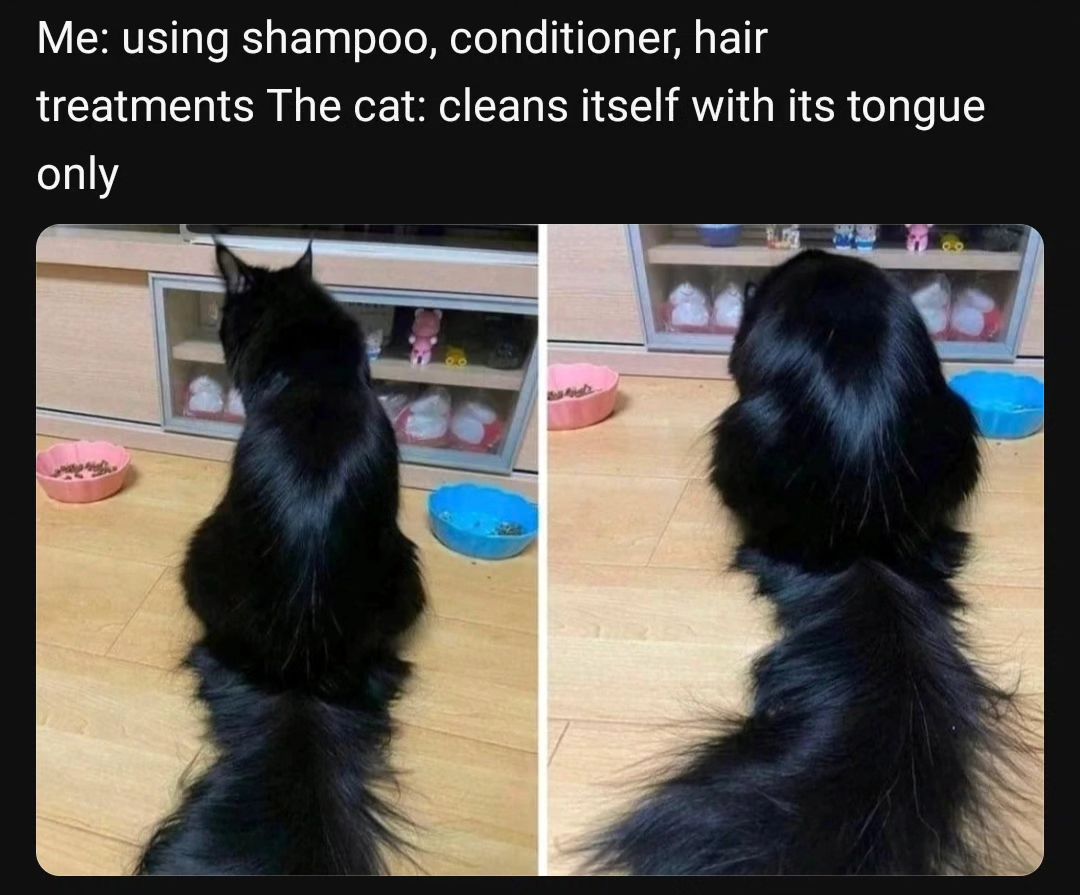 Me: using shampoo, conditioner, hair
treatments The cat: cleans itself with its tongue
only